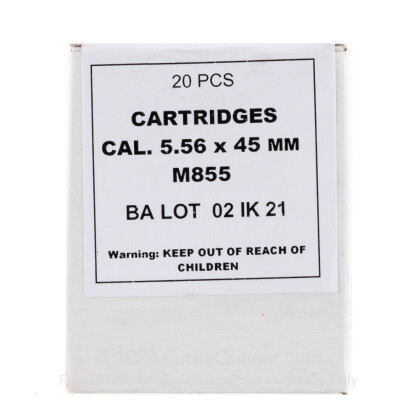 20 PCS
CARTRIDGES
CAL. 5.56 x 45 MM
M855
BA LOT 02 IK 21
Warning: KEEP OUT OF REACH OF
CHILDREN